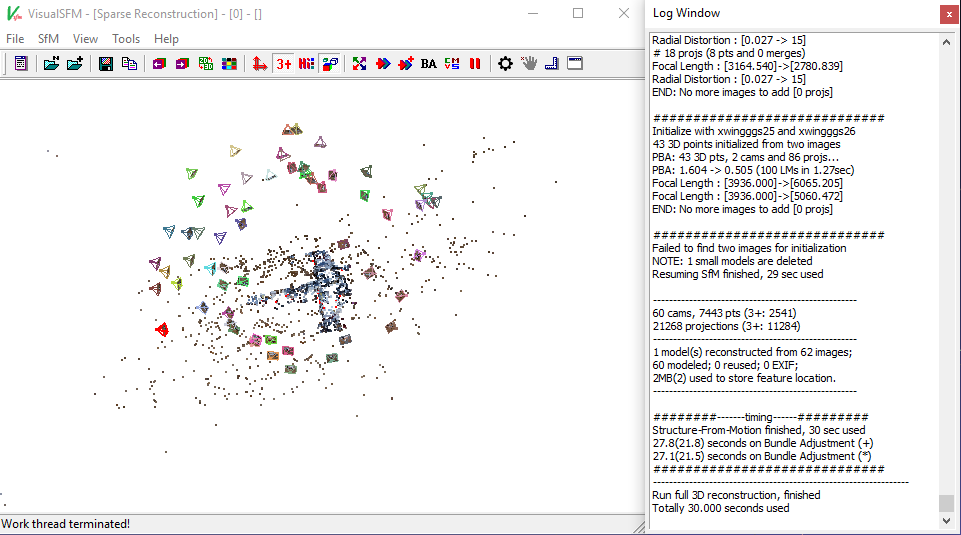 VisualSFM - [Sparse Reconstruction] - [0] - []
File SfM View Tools Help
3+ BA
Work thread terminated!
Log Window
Radial Distortion : [0.027 -> 15]
# 18 projs (8 pts and 0 merges)
Focal Length : [3164.540]->[2780.839]
Radial Distortion : [0.027 -> 15]
END: No more images to add [0 projs]
#############################
Initialize with xwingggs25 and xwingggs26
43 3D points initialized from two images
PBA: 43 3D pts, 2 cams and 86 projs...
PBA: 1.604 -> 0.505 (100 LMs in 1.27sec)
Focal Length : [3936.000]->[6065.205]
Focal Length : [3936.000]->[5060.472]
END: No more images to add [0 projs]
#############################
Failed to find two images for initialization
NOTE: 1 small models are deleted
Resuming SfM finished, 29 sec used
----------------------------------------------------
60 cams, 7443 pts (3+: 2541)
21268 projections (3+: 11284)
----------------------------------------------------
1 model(s) reconstructed from 62 images;
60 modeled; 0 reused; 0 EXIF;
2MB(2) used to store feature location.
----------------------------------------------------
########-------timing------#########
Structure-From-Motion finished, 30 sec used
27.8(21.8) seconds on Bundle Adjustment (+)
27.1(21.5) seconds on Bundle Adjustment (*)
#############################
----------------------------------------------------------------
Run full 3D reconstruction, finished
Totally 30.000 seconds used